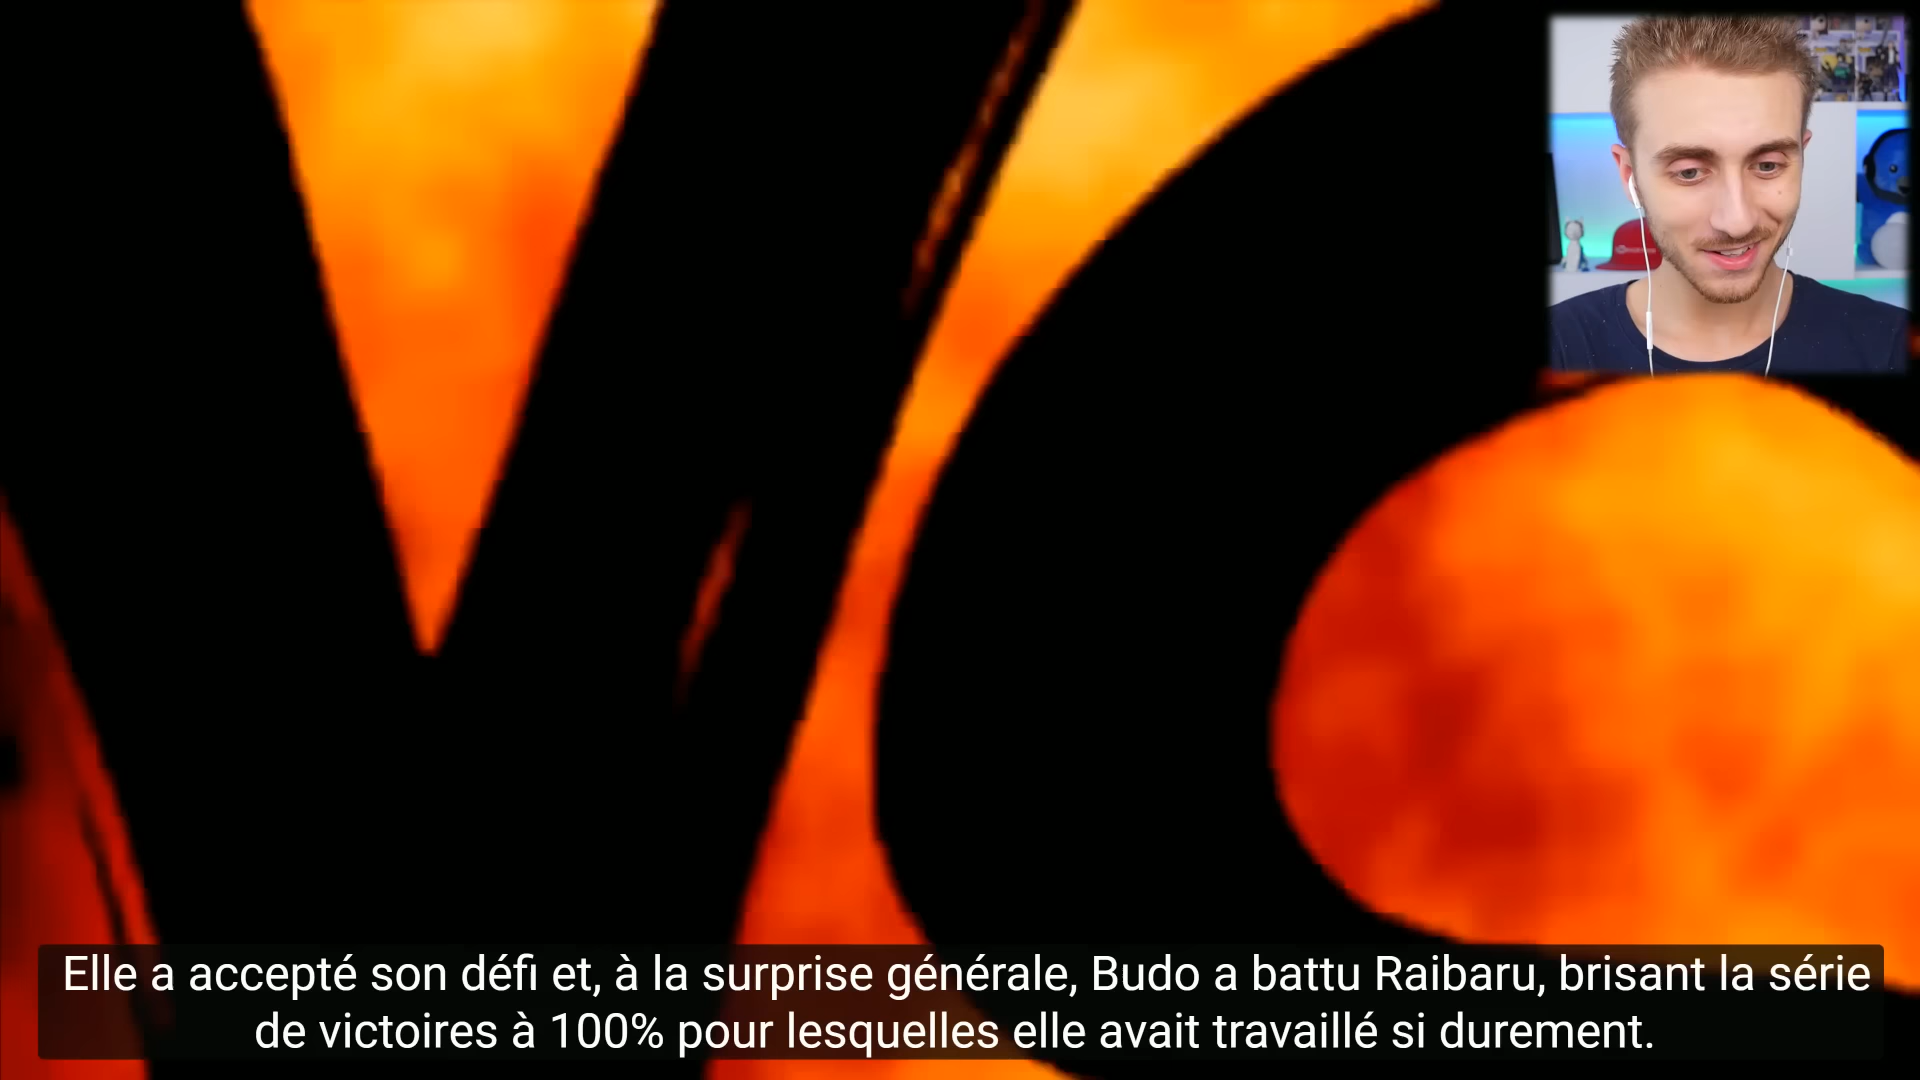 Elle a accepté son défi et, à la surprise générale, Budo a battu Raibaru, brisant la série
de victoires à 100% pour lesquelles elle avait travaillé si durement.